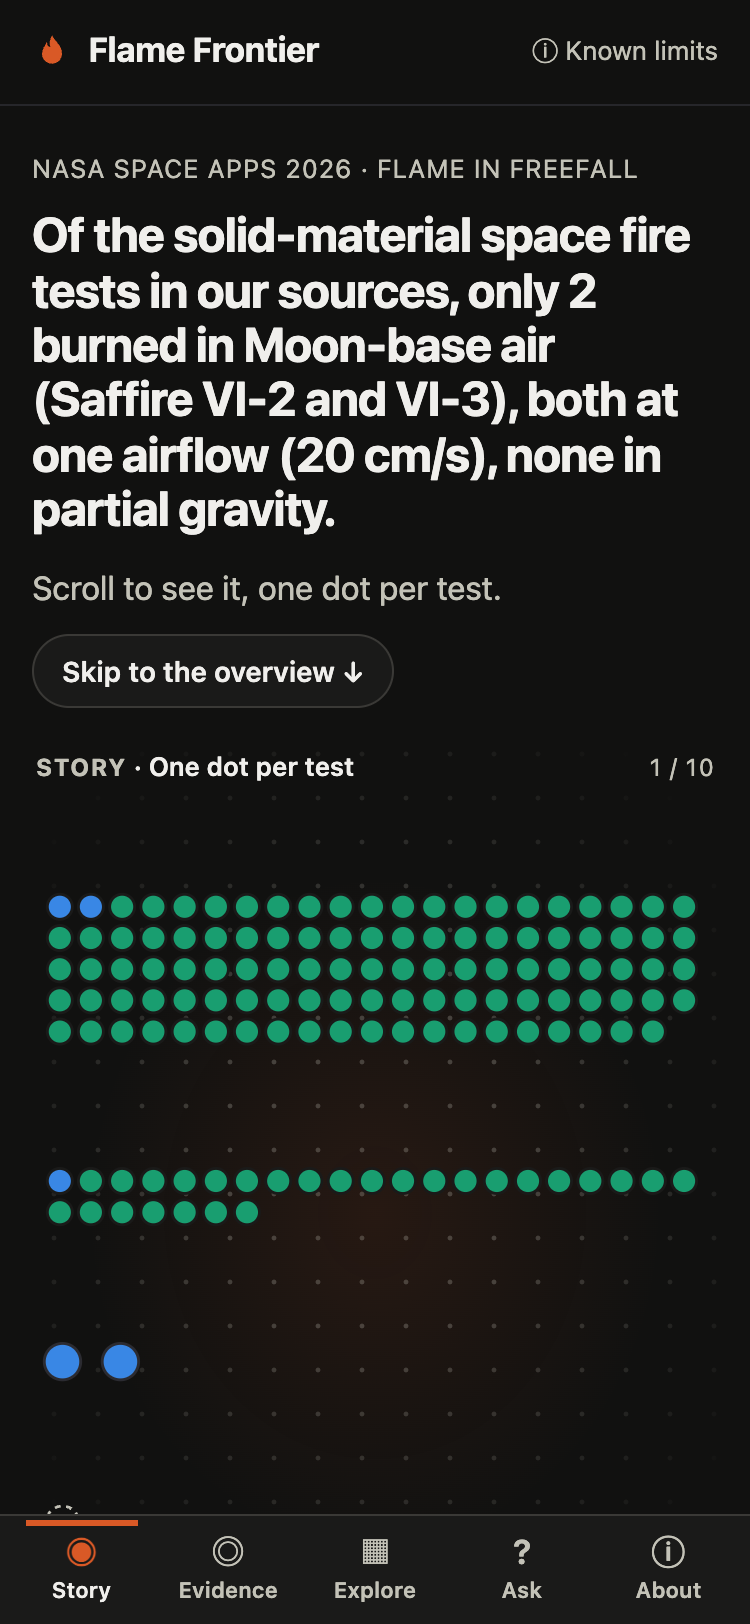 Flame Frontier
Known limits
NASA SPACE APPS 2026 · FLAME IN FREEFALL
Of the solid-material space fire
tests in our sources, only 2
burned in Moon-base air
(Saffire VI-2 and VI-3), both at
one airflow (20 cm/s), none in
partial gravity.
Scroll to see it, one dot per test.
Skip to the overview ↓
STORY · One dot per test
1 / 10
Story
Evidence
Explore
Ask
About